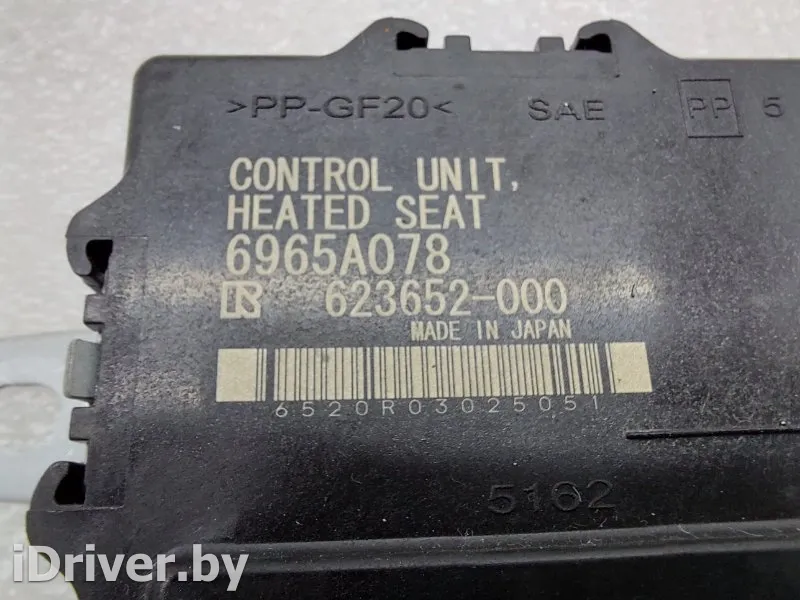 >PP-GF20< SAE PP 5
CONTROL UNIT,
HEATED SEAT
6965A078
623652-000
MADE IN JAPAN
6520R03025051
5162
iDriver.by